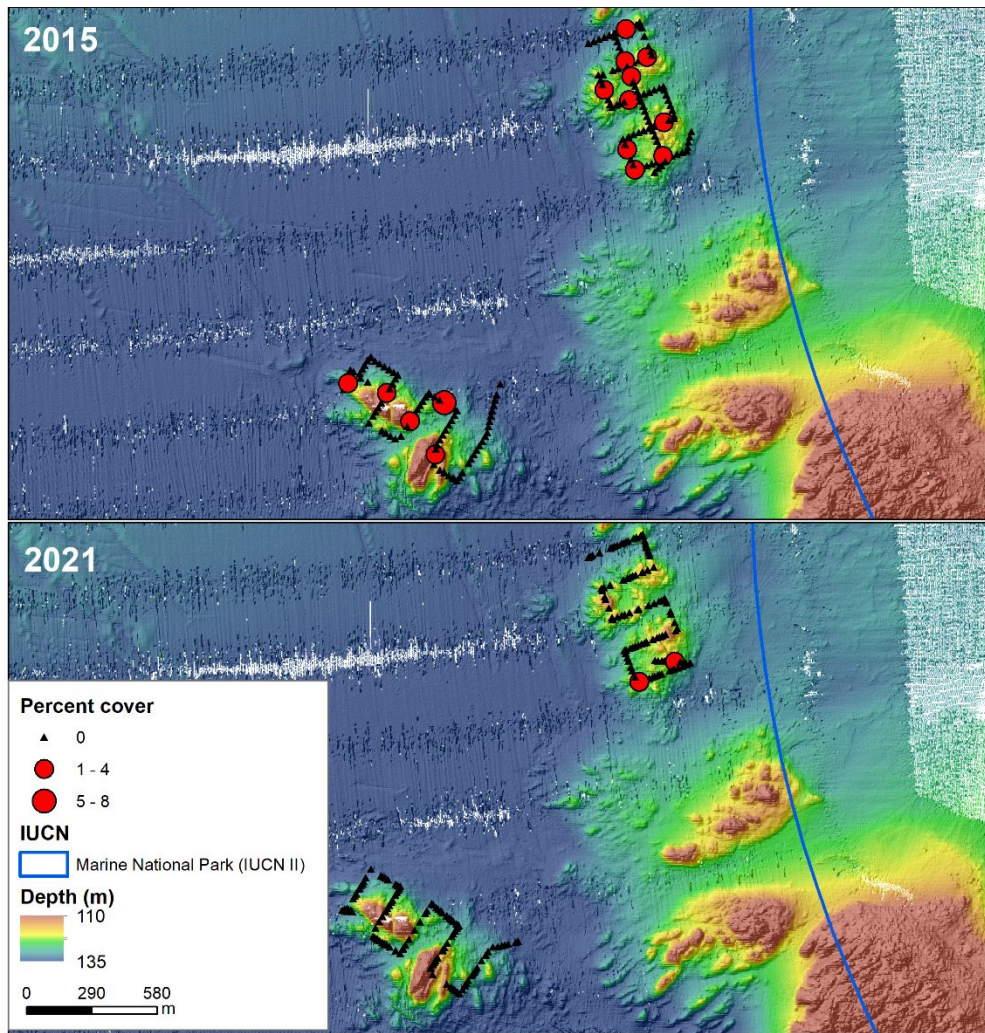 2015
2021
Percent cover
0
1 - 4
5 - 8
IUCN
Marine National Park (IUCN II)
Depth (m)
110
135
0 290 580
m